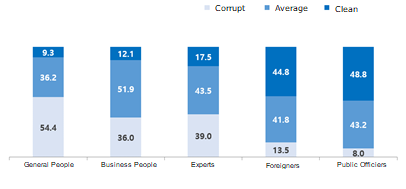 Corrupt Average Clean
9.3 12.1 17.5 44.8 48.8
36.2 51.9 43.5 41.8 43.2
54.4 36.0 39.0 13.5 8.0
General People Business People Experts Foreigners Public Officiers